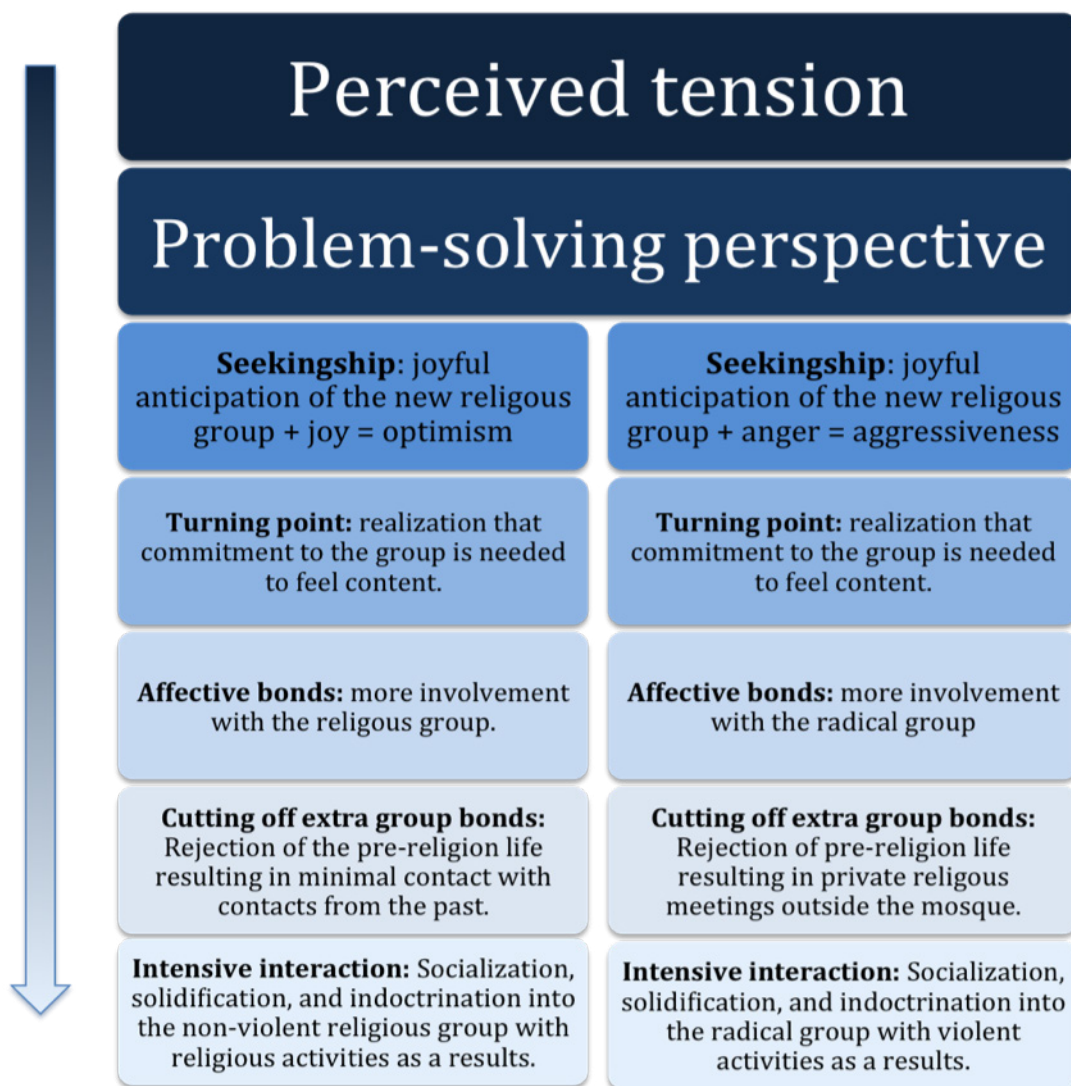 Perceived tension
Problem-solving perspective
Seekingship: joyful
anticipation of the new religous
group + joy = optimism
Seekingship: joyful
anticipation of the new religous
group + anger = aggressiveness
Turning point: realization that
commitment to the group is needed
to feel content.
Turning point: realization that
commitment to the group is needed
to feel content.
Affective bonds: more involvement
with the religous group.
Affective bonds: more involvement
with the radical group
Cutting off extra group bonds:
Rejection of the pre-religion life
resulting in minimal contact with
contacts from the past.
Cutting off extra group bonds:
Rejection of pre-religion life
resulting in private religous
meetings outside the mosque.
Intensive interaction: Socialization,
solidification, and indoctrination into
the non-violent religious group with
religious activities as a results.
Intensive interaction: Socialization,
solidification, and indoctrination into
the radical group with violent
activities as a results.